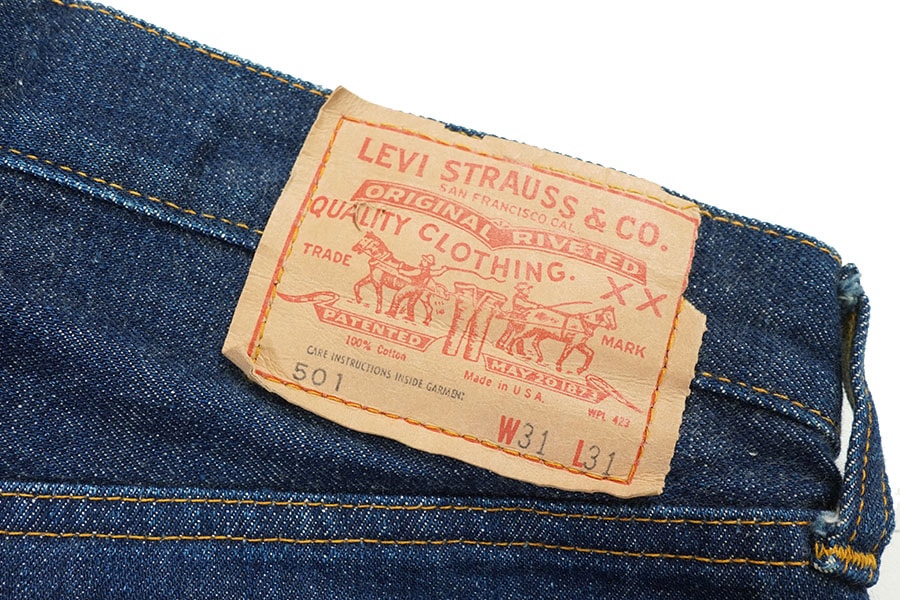 LEVI STRAUSS & CO.
SAN FRANCISCO.CAL.
ORIGINAL RIVETED
QUALITY CLOTHING.
XX
TRADE MARK
PATENTED MAY 20 1873
100% Cotton Made in U.S.A.
WPL 423
CARE INSTRUCTIONS INSIDE GARMENT
501
W31 L31